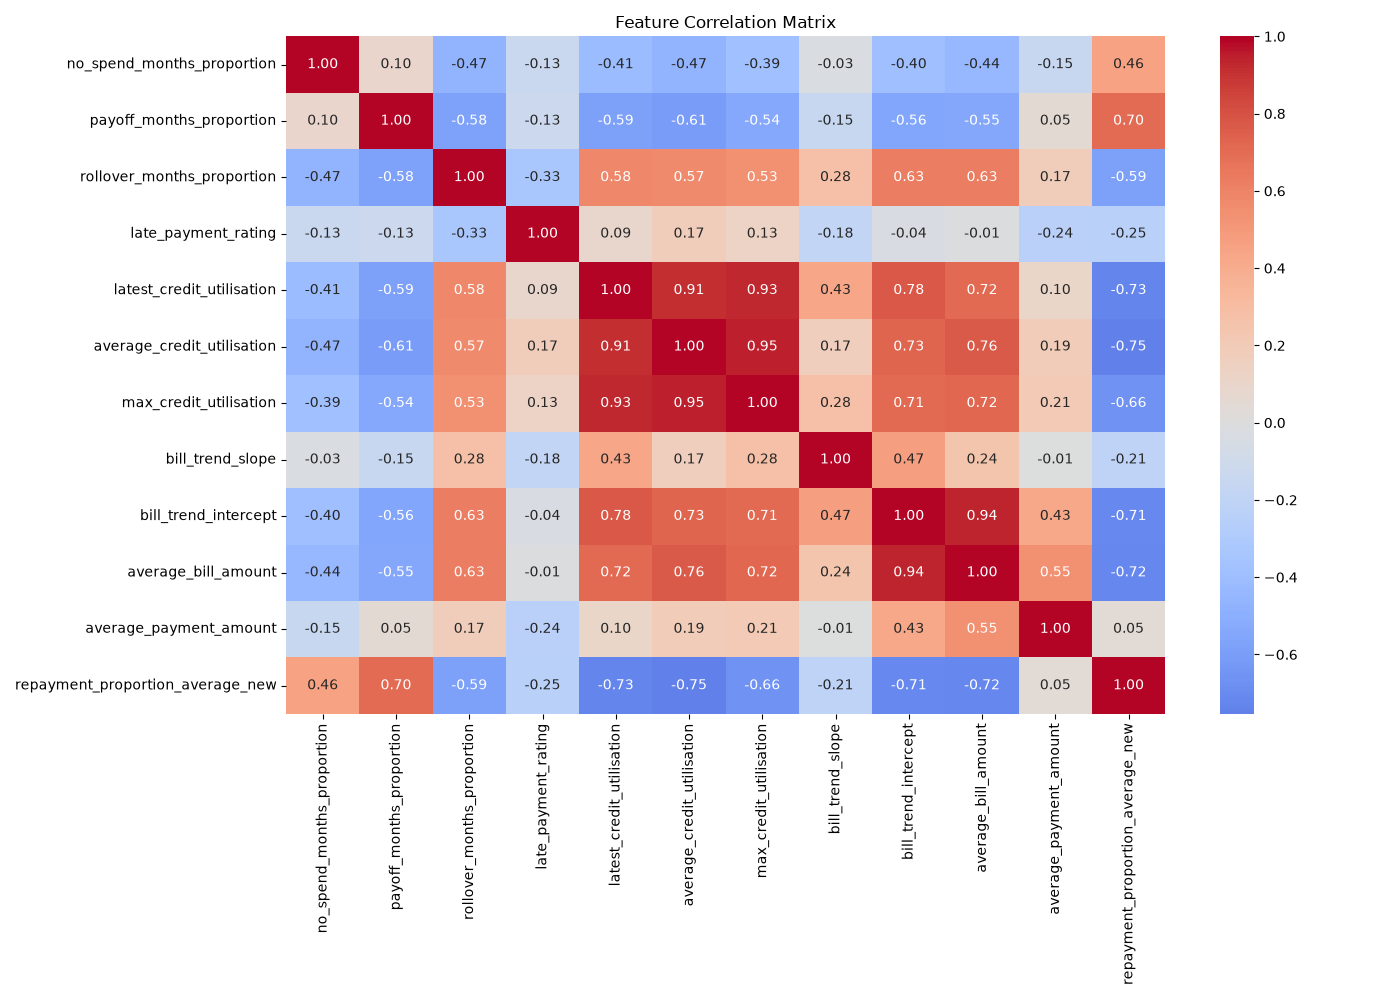 Feature Correlation Matrix
no_spend_months_proportion 1.00 0.10 -0.47 -0.13 -0.41 -0.47 -0.39 -0.03 -0.40 -0.44 -0.15 0.46
payoff_months_proportion 0.10 1.00 -0.58 -0.13 -0.59 -0.61 -0.54 -0.15 -0.56 -0.55 0.05 0.70
rollover_months_proportion -0.47 -0.58 1.00 -0.33 0.58 0.57 0.53 0.28 0.63 0.63 0.17 -0.59
late_payment_rating -0.13 -0.13 -0.33 1.00 0.09 0.17 0.13 -0.18 -0.04 -0.01 -0.24 -0.25
latest_credit_utilisation -0.41 -0.59 0.58 0.09 1.00 0.91 0.93 0.43 0.78 0.72 0.10 -0.73
average_credit_utilisation -0.47 -0.61 0.57 0.17 0.91 1.00 0.95 0.17 0.73 0.76 0.19 -0.75
max_credit_utilisation -0.39 -0.54 0.53 0.13 0.93 0.95 1.00 0.28 0.71 0.72 0.21 -0.66
bill_trend_slope -0.03 -0.15 0.28 -0.18 0.43 0.17 0.28 1.00 0.47 0.24 -0.01 -0.21
bill_trend_intercept -0.40 -0.56 0.63 -0.04 0.78 0.73 0.71 0.47 1.00 0.94 0.43 -0.71
average_bill_amount -0.44 -0.55 0.63 -0.01 0.72 0.76 0.72 0.24 0.94 1.00 0.55 -0.72
average_payment_amount -0.15 0.05 0.17 -0.24 0.10 0.19 0.21 -0.01 0.43 0.55 1.00 0.05
repayment_proportion_average_new 0.46 0.70 -0.59 -0.25 -0.73 -0.75 -0.66 -0.21 -0.71 -0.72 0.05 1.00
no_spend_months_proportion
payoff_months_proportion
rollover_months_proportion
late_payment_rating
latest_credit_utilisation
average_credit_utilisation
max_credit_utilisation
bill_trend_slope
bill_trend_intercept
average_bill_amount
average_payment_amount
repayment_proportion_average_new
1.0
0.8
0.6
0.4
0.2
0.0
−0.2
−0.4
−0.6